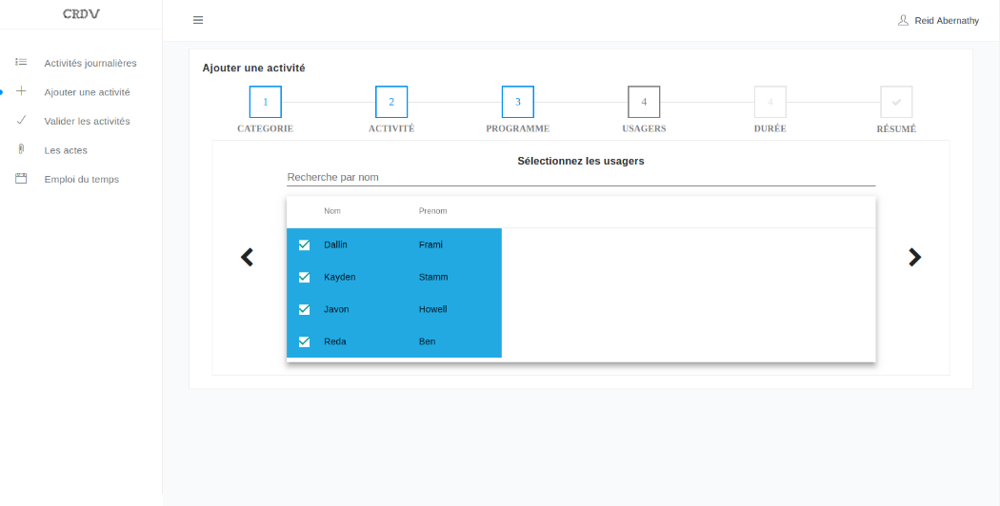 CRDV
Reid Abernathy
Activités journalières
Ajouter une activité
Valider les activités
Les actes
Emploi du temps
Ajouter une activité
1 2 3 4 4
CATEGORIE ACTIVITÉ PROGRAMME USAGERS DURÉE RÉSUMÉ
Sélectionnez les usagers
Recherche par nom
Nom Prenom
Dallin Frami
Kayden Stamm
Javon Howell
Reda Ben